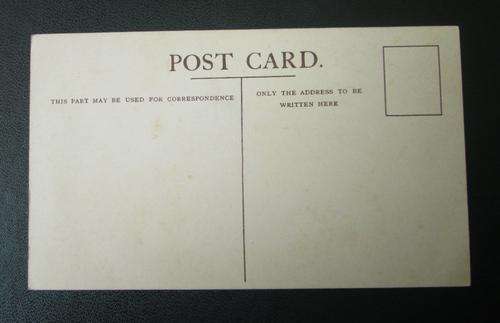 POST CARD.
THIS PART MAY BE USED FOR CORRESPONDENCE
ONLY THE ADDRESS TO BE
WRITTEN HERE